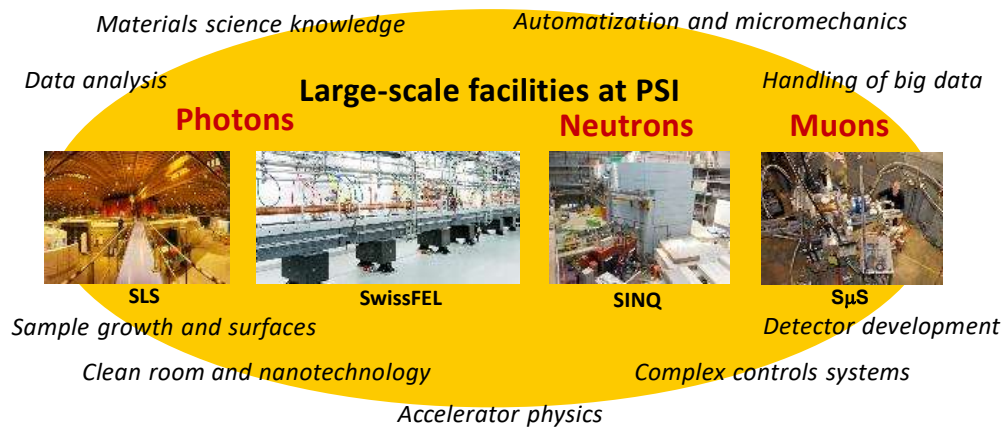 Materials science knowledge
Automatization and micromechanics
Data analysis
Large-scale facilities at PSI
Handling of big data
Photons
Neutrons
Muons
SLS
SwissFEL
SINQ
SμS
Sample growth and surfaces
Detector development
Clean room and nanotechnology
Complex controls systems
Accelerator physics